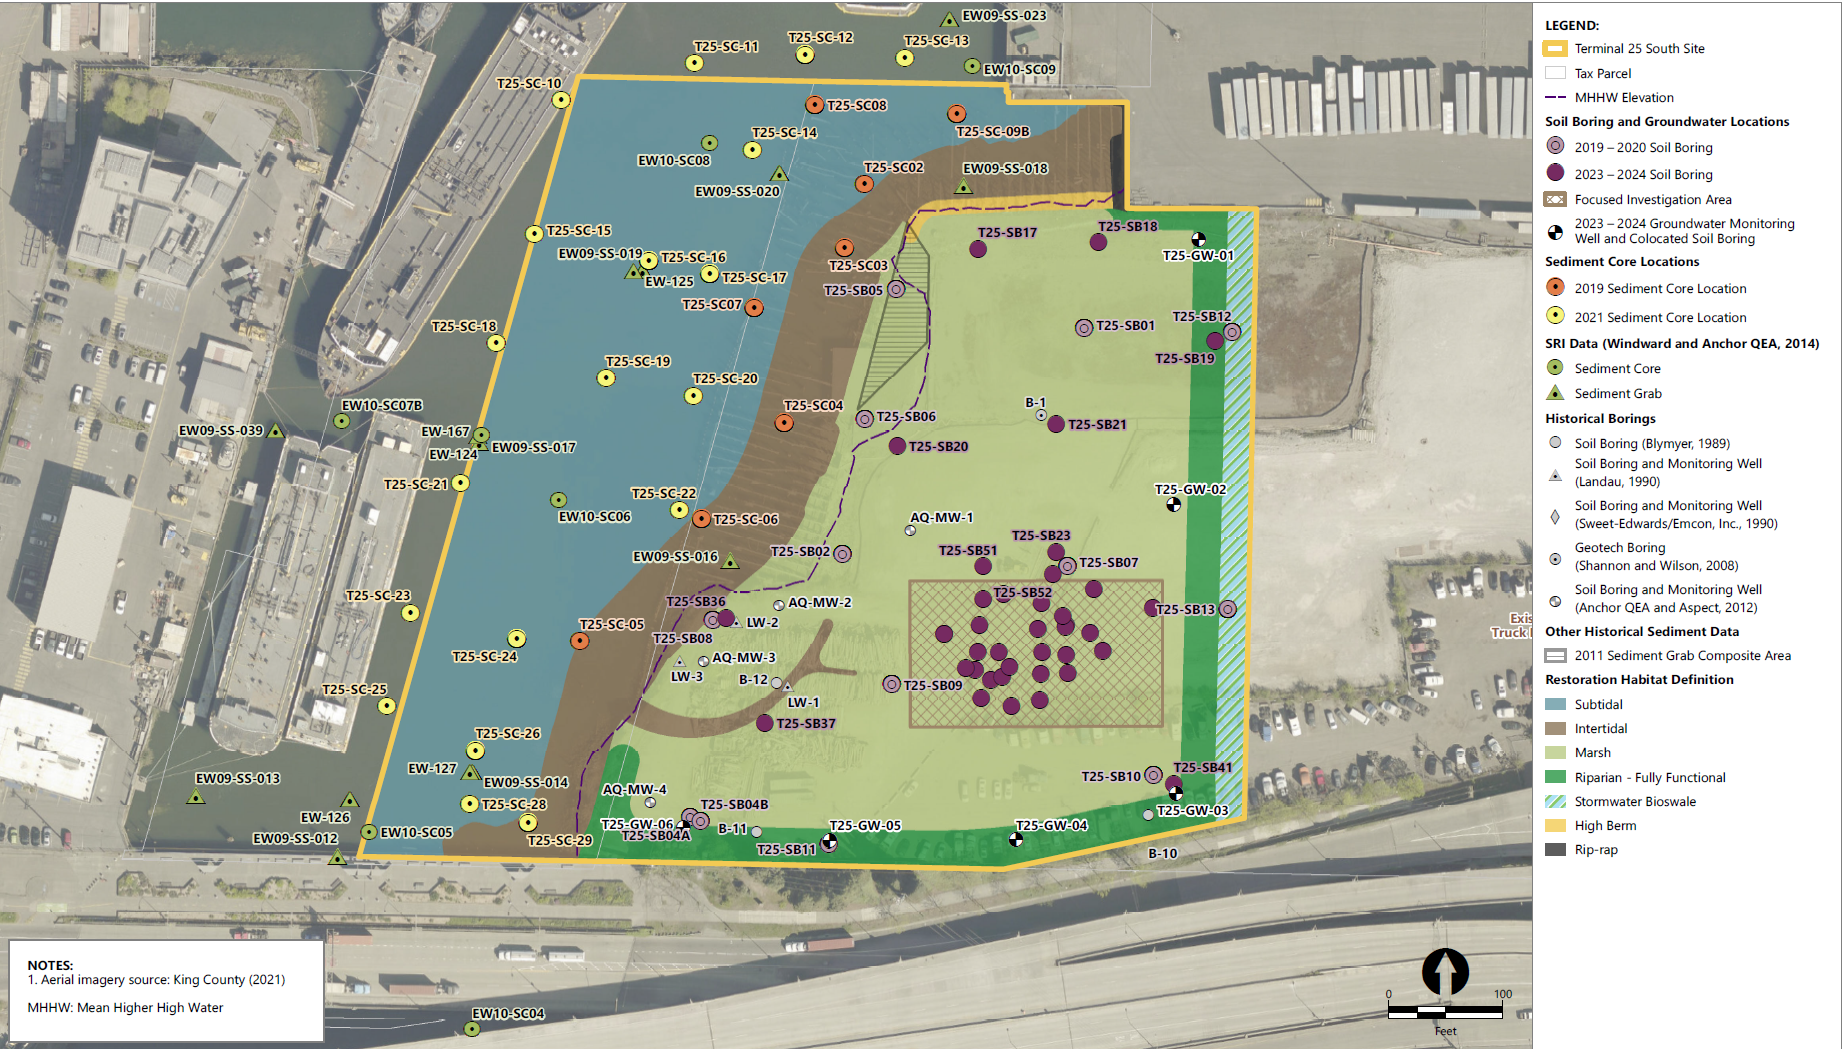 EW09-SS-023
T25-SC-11
T25-SC-12
T25-SC-13
EW10-SC09
T25-SC-10
T25-SC08
T25-SC-09B
T25-SC-14
EW10-SC08
T25-SC02
EW09-SS-018
EW09-SS-020
T25-SC-15
T25-SB17
T25-SB18
T25-GW-01
EW09-SS-019
T25-SC-16
T25-SC03
EW-125
T25-SC-17
T25-SB05
T25-SC07
T25-SC-18
T25-SB01
T25-SB12
T25-SB19
T25-SC-19
T25-SC-20
EW10-SC07B
T25-SC04
B-1
T25-SB06
T25-SB21
EW09-SS-039
EW-167
EW09-SS-017
EW-124
T25-SB20
T25-SC-21
T25-SC-22
T25-GW-02
EW10-SC06
T25-SC-06
AQ-MW-1
T25-SB23
T25-SB51
T25-SB02
EW09-SS-016
T25-SB07
T25-SC-23
T25-SB52
T25-SB36
AQ-MW-2
T25-SB13
LW-2
T25-SC-05
T25-SB08
T25-SC-24
AQ-MW-3
LW-3
B-12
T25-SB09
T25-SC-25
LW-1
T25-SB37
T25-SC-26
EW-127
EW09-SS-014
T25-SB10
T25-SB41
EW09-SS-013
AQ-MW-4
T25-SC-28
T25-SB04B
EW-126
T25-GW-03
T25-GW-06
B-11
T25-GW-05
T25-GW-04
EW10-SC05
T25-SB04A
EW09-SS-012
T25-SC-29
T25-SB11
B-10
EW10-SC04
Exis
Truck
NOTES:
1. Aerial imagery source: King County (2021)
MHHW: Mean Higher High Water
0 100
Feet
LEGEND:
Terminal 25 South Site
Tax Parcel
MHHW Elevation
Soil Boring and Groundwater Locations
2019 – 2020 Soil Boring
2023 – 2024 Soil Boring
Focused Investigation Area
2023 – 2024 Groundwater Monitoring
Well and Colocated Soil Boring
Sediment Core Locations
2019 Sediment Core Location
2021 Sediment Core Location
SRI Data (Windward and Anchor QEA, 2014)
Sediment Core
Sediment Grab
Historical Borings
Soil Boring (Blymyer, 1989)
Soil Boring and Monitoring Well
(Landau, 1990)
Soil Boring and Monitoring Well
(Sweet-Edwards/Emcon, Inc., 1990)
Geotech Boring
(Shannon and Wilson, 2008)
Soil Boring and Monitoring Well
(Anchor QEA and Aspect, 2012)
Other Historical Sediment Data
2011 Sediment Grab Composite Area
Restoration Habitat Definition
Subtidal
Intertidal
Marsh
Riparian - Fully Functional
Stormwater Bioswale
High Berm
Rip-rap